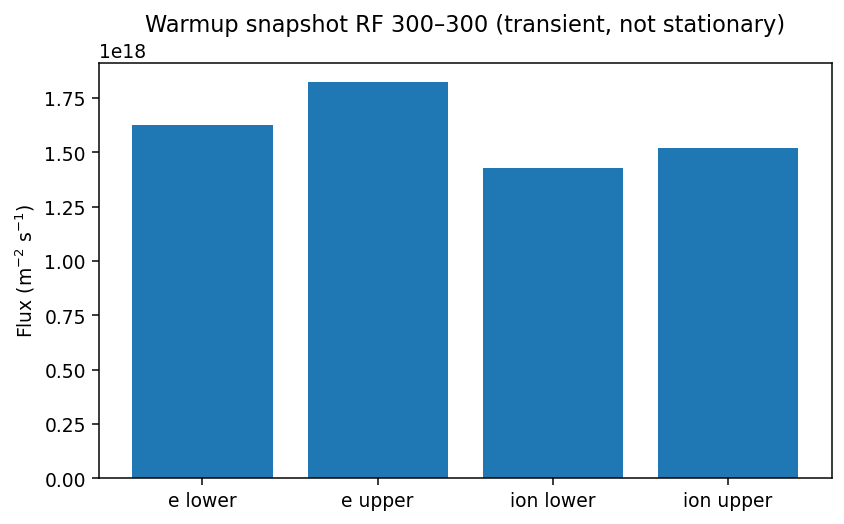 Warmup snapshot RF 300–300 (transient, not stationary)
1e18
1.75
1.50
1.25
1.00
0.75
0.50
0.25
0.00
Flux (m⁻² s⁻¹)
e lower
e upper
ion lower
ion upper